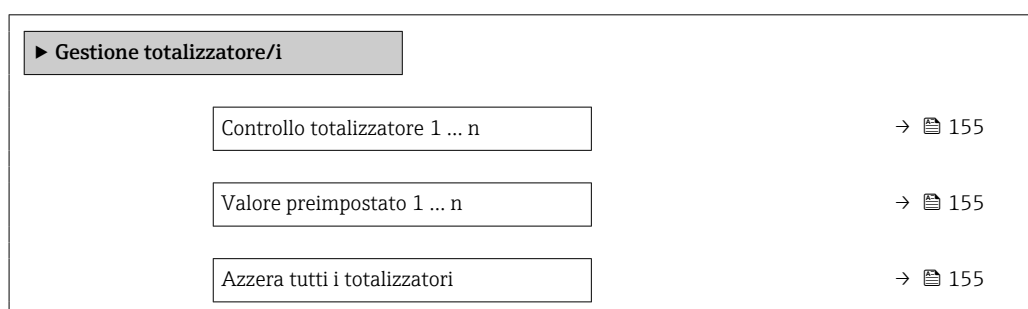 ▶ Gestione totalizzatore/i
Controllo totalizzatore 1 … n → 155
Valore preimpostato 1 … n → 155
Azzera tutti i totalizzatori → 155